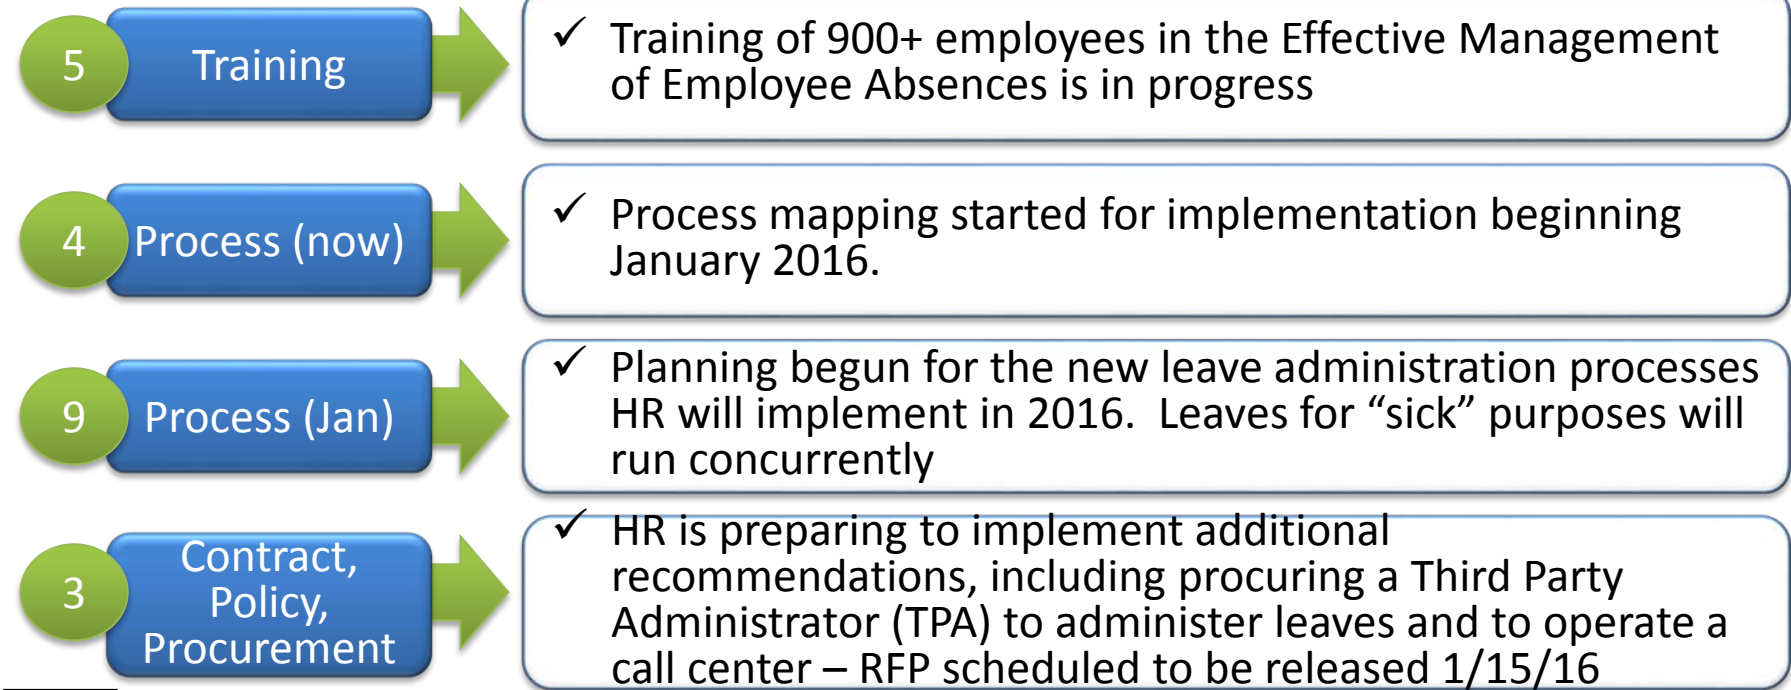 5
Training
✓ Training of 900+ employees in the Effective Management
of Employee Absences is in progress
4
Process (now)
✓ Process mapping started for implementation beginning
January 2016.
9
Process (Jan)
✓ Planning begun for the new leave administration processes
HR will implement in 2016.  Leaves for “sick” purposes will
run concurrently
3
Contract,
Policy,
Procurement
✓ HR is preparing to implement additional
recommendations, including procuring a Third Party
Administrator (TPA) to administer leaves and to operate a
call center – RFP scheduled to be released 1/15/16